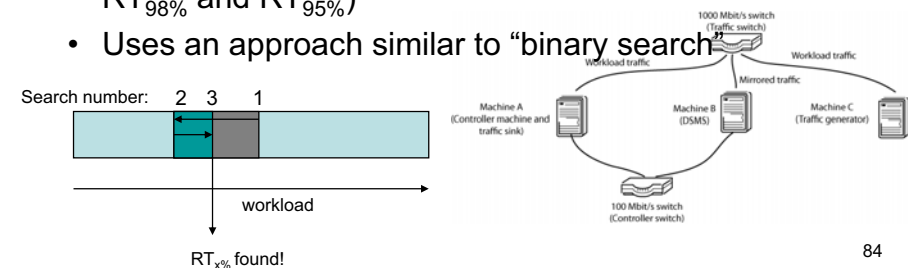 RT98% and RT95%)
• Uses an approach similar to “binary search”
Search number: 2 3 1
workload
RTx% found!
1000 Mbit/s switch
(Traffic switch)
Workload traffic
Workload traffic
Mirrored traffic
Machine A
(Controller machine and
traffic sink)
Machine B
(DSMS)
Machine C
(Traffic generator)
100 Mbit/s switch
(Controller switch)
84